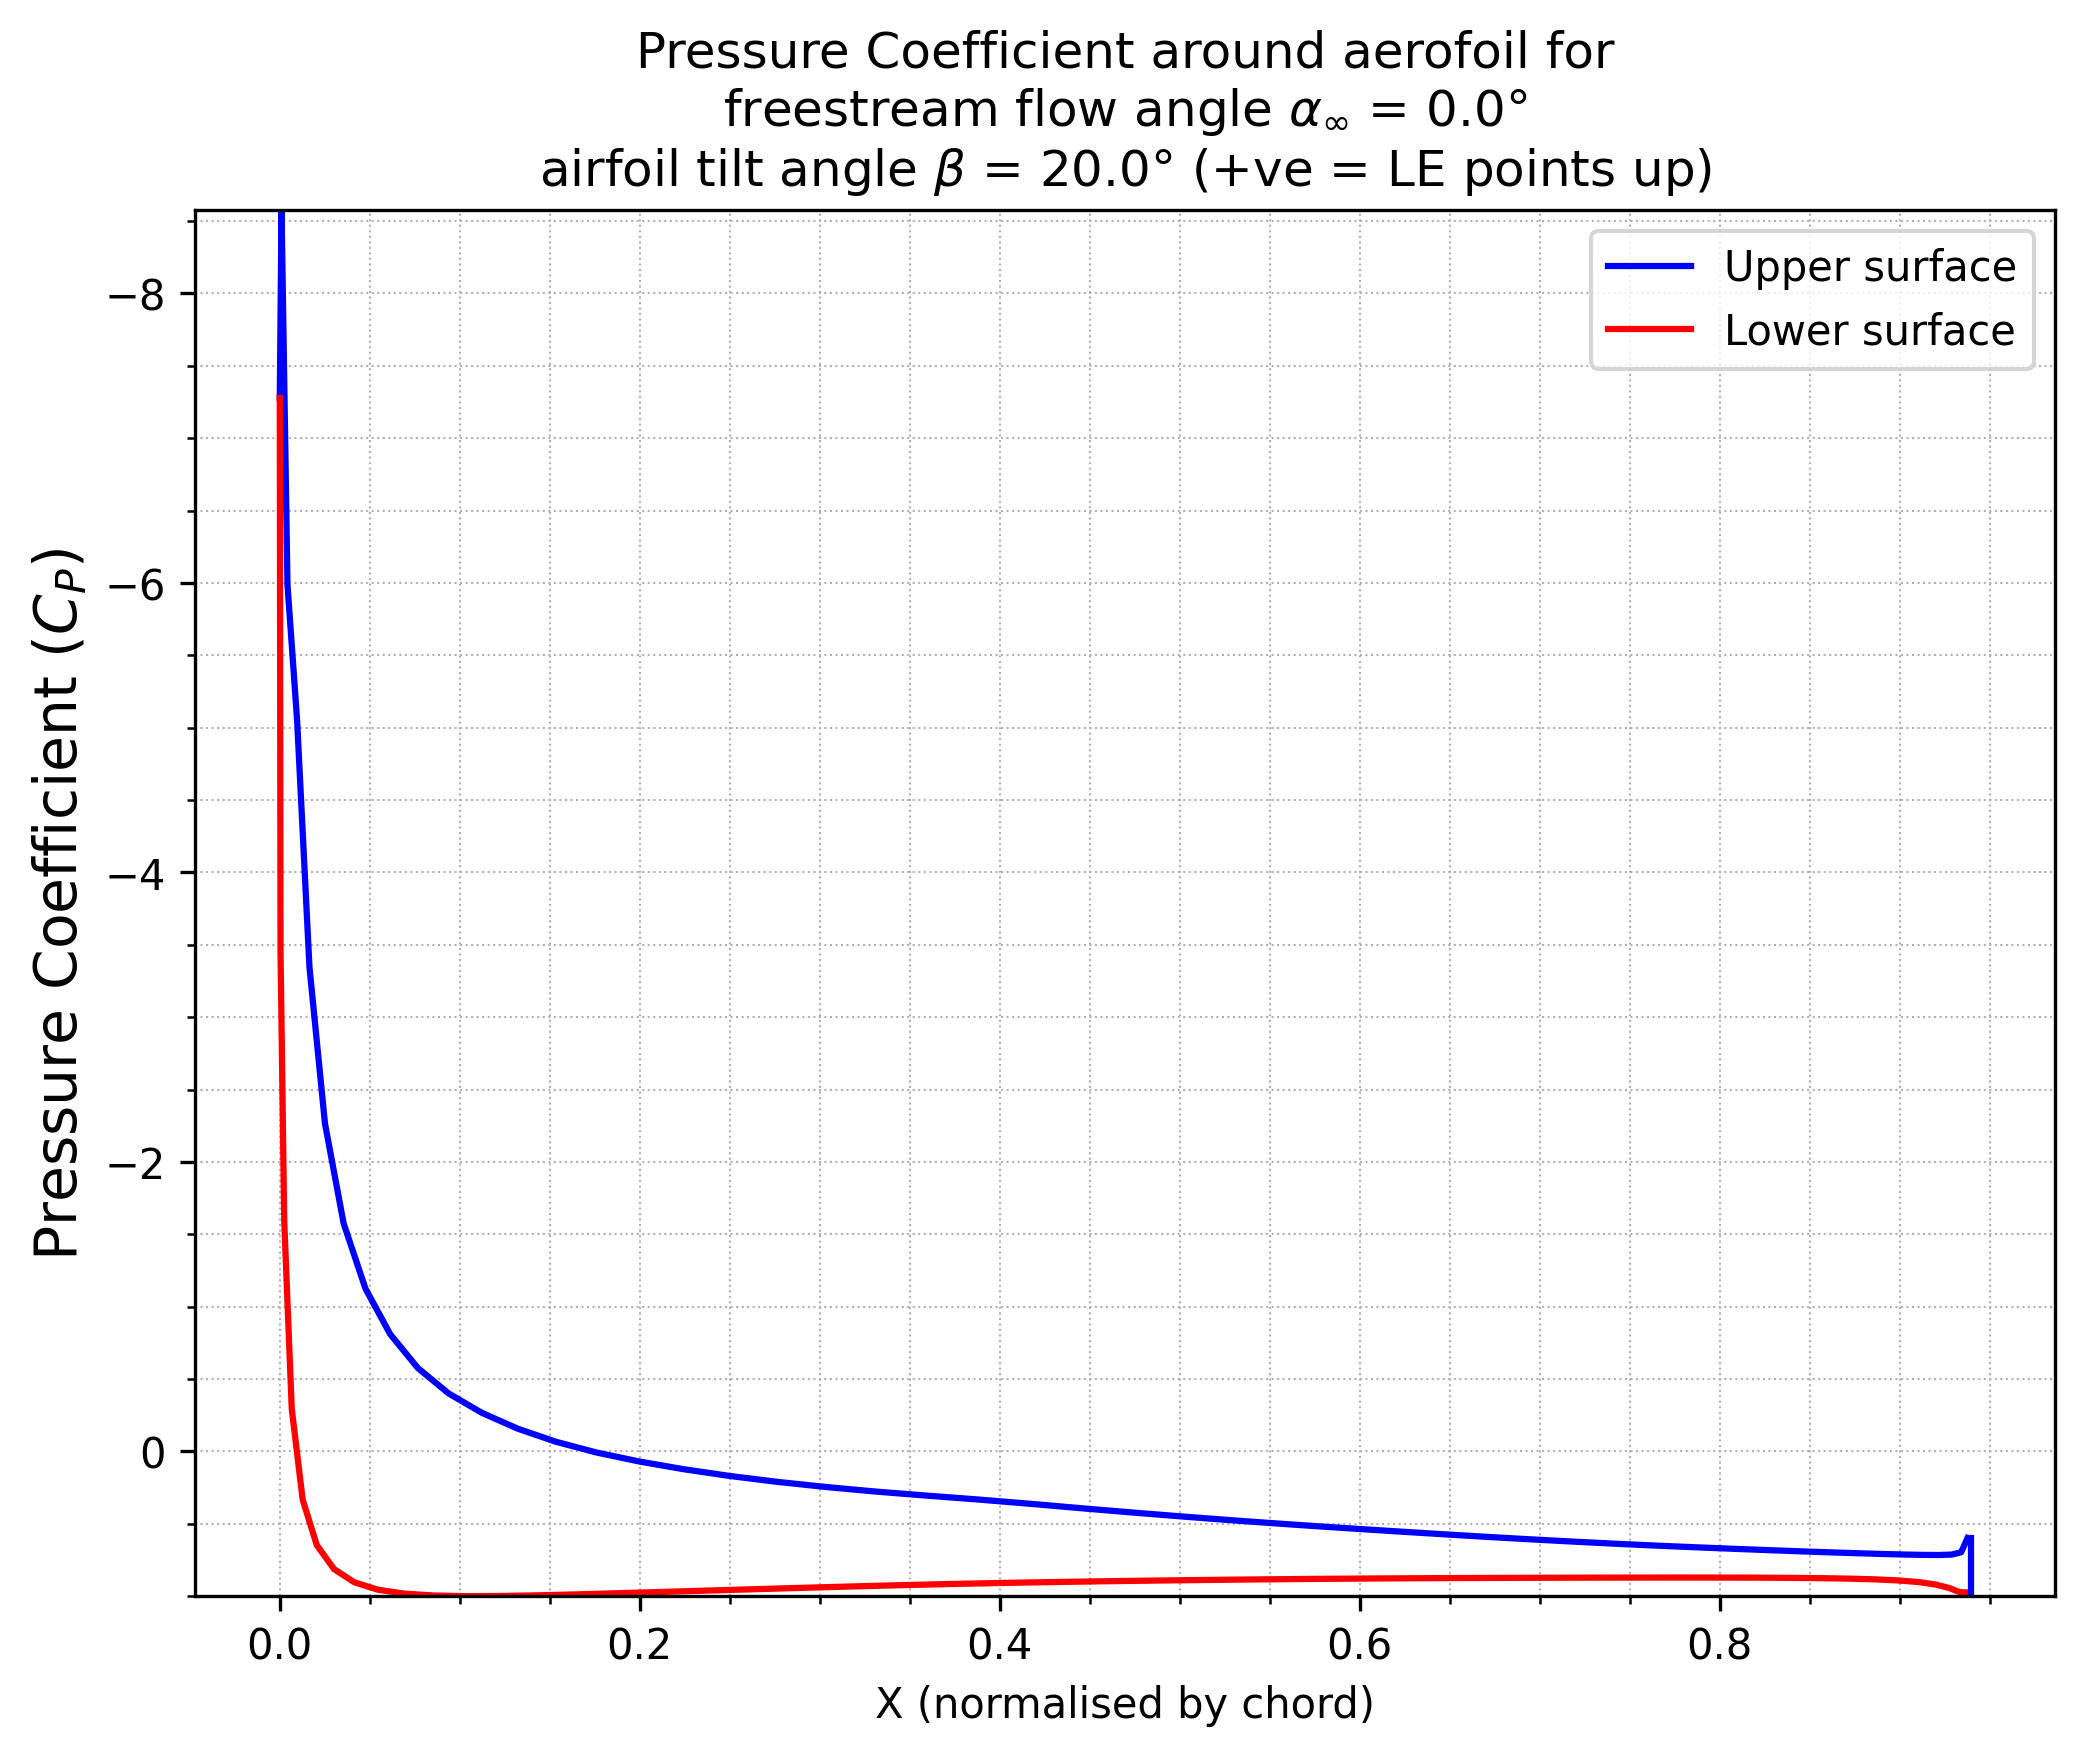 Pressure Coefficient around aerofoil for
freestream flow angle α∞ = 0.0°
airfoil tilt angle β = 20.0° (+ve = LE points up)
Upper surface
Lower surface
Pressure Coefficient (CP)
−8
−6
−4
−2
0
0.0 0.2 0.4 0.6 0.8
X (normalised by chord)